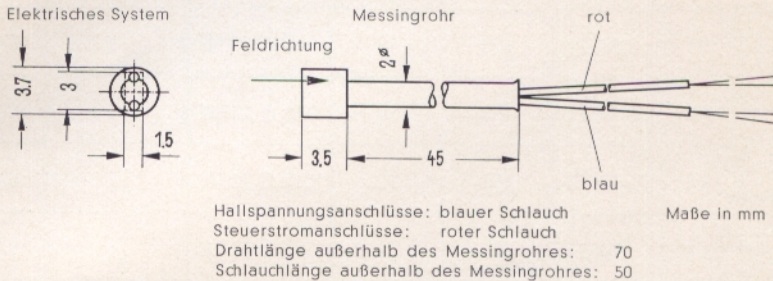 Elektrisches System
Messingrohr
rot
Feldrichtung
2ø
3.7
3
1.5
3,5
45
blau
Hallspannungsanschlüsse: blauer Schlauch
Maße in mm
Steuerstromanschlüsse: roter Schlauch
Drahtlänge außerhalb des Messingrohres: 70
Schlauchlänge außerhalb des Messingrohres: 50